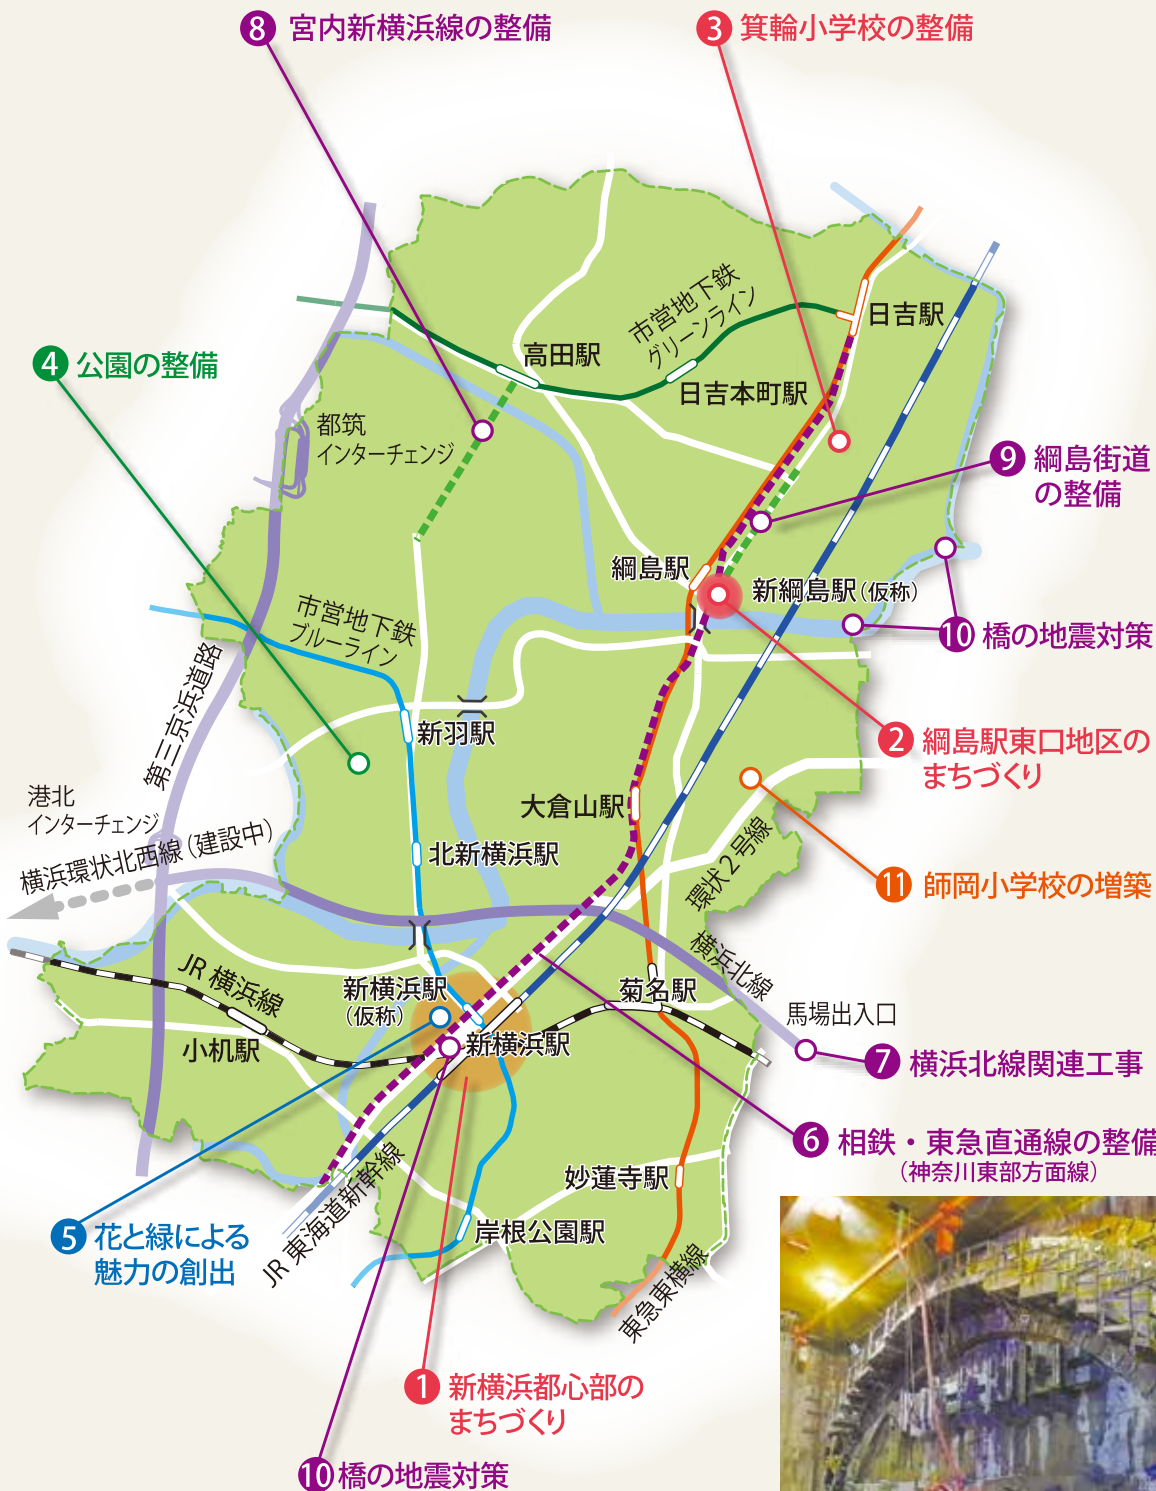 8 宮内新横浜線の整備
3 箕輪小学校の整備
市営地下鉄
グリーンライン
日吉駅
高田駅
4 公園の整備
日吉本町駅
都筑
インターチェンジ
9 綱島街道
の整備
綱島駅
新綱島駅(仮称)
市営地下鉄
ブルーライン
10 橋の地震対策
第三京浜道路
新羽駅
2 綱島駅東口地区の
まちづくり
港北
インターチェンジ
大倉山駅
横浜環状北西線(建設中)
北新横浜駅
環状2号線
11 師岡小学校の増築
横浜北線
JR 横浜線
新横浜駅
(仮称)
菊名駅
馬場出入口
小机駅
新横浜駅
7 横浜北線関連工事
6 相鉄・東急直通線の整備
(神奈川東部方面線)
妙蓮寺駅
5 花と緑による
魅力の創出
JR 東海道新幹線
岸根公園駅
東急東横線
1 新横浜都心部の
まちづくり
10 橋の地震対策